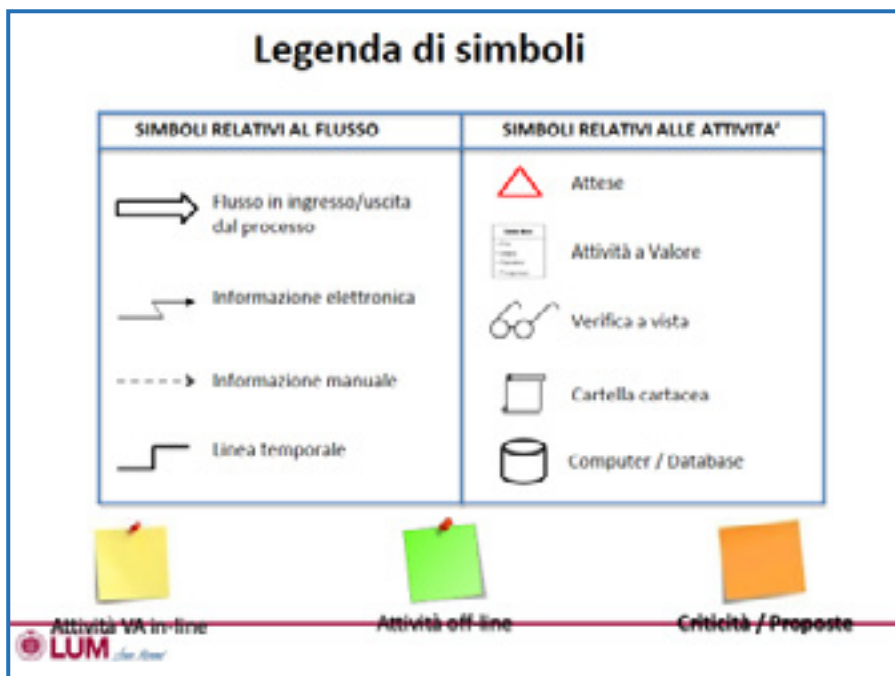 Legenda di simboli
SIMBOLI RELATIVI AL FLUSSO
Flusso in ingresso/uscita
dal processo
Informazione elettronica
Informazione manuale
Linea temporale
SIMBOLI RELATIVI ALLE ATTIVITA'
Attese
Attività a Valore
Verifica a vista
Cartella cartacea
Computer / Database
Attività VA in-line
Attività off-line
Criticità / Proposte
LUM